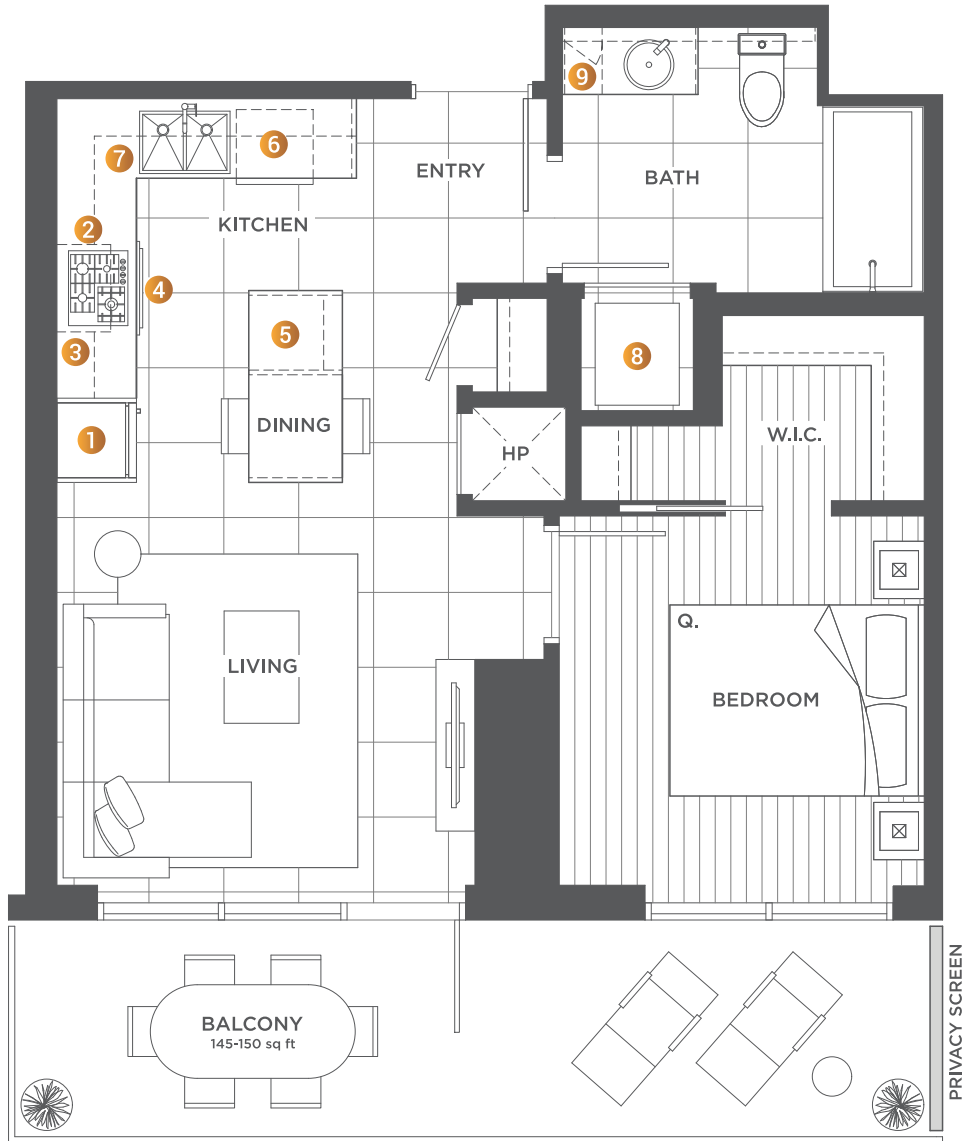 9
7
6
ENTRY
BATH
KITCHEN
2
4
3
5
8
1
DINING
W.I.C.
HP
Q.
LIVING
BEDROOM
BALCONY
145-150 sq ft
PRIVACY SCREEN